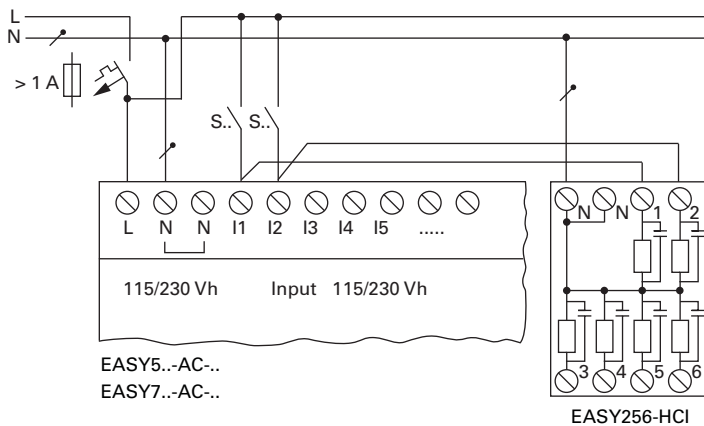 L
N
> 1 A
S.. S..
L N N I1 I2 I3 I4 I5 .....
N N 1 2
115/230 Vh Input 115/230 Vh
3 4 5 6
EASY5..-AC-..
EASY7..-AC-..
EASY256-HCI